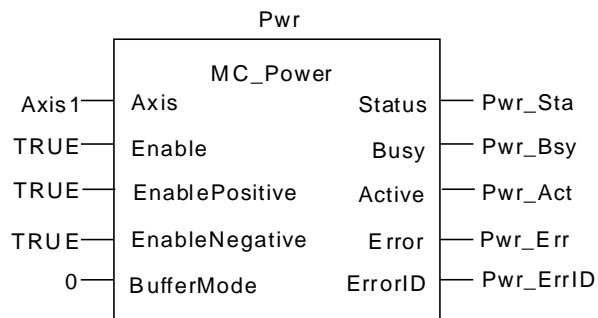 Pwr
MC_Power
Axis1 Axis Status Pwr_Sta
TRUE Enable Busy Pwr_Bsy
TRUE EnablePositive Active Pwr_Act
TRUE EnableNegative Error Pwr_Err
0 BufferMode ErrorID Pwr_ErrID